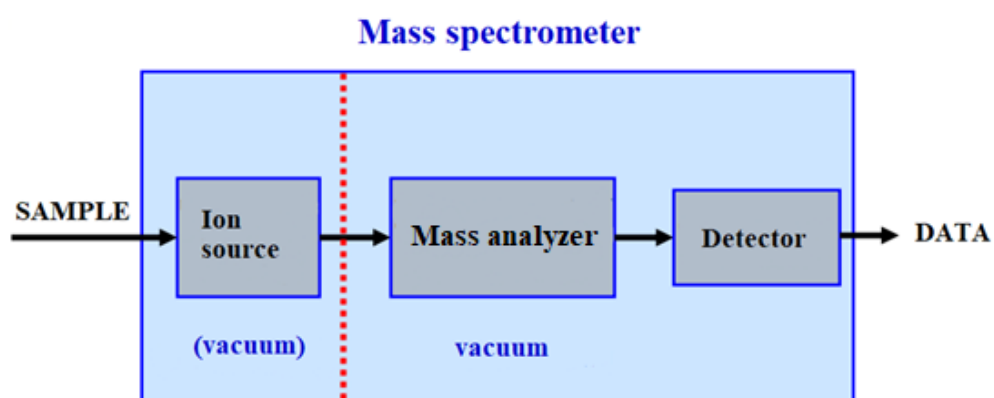 Mass spectrometer
SAMPLE
Ion
source
Mass analyzer
Detector
DATA
(vacuum)
vacuum